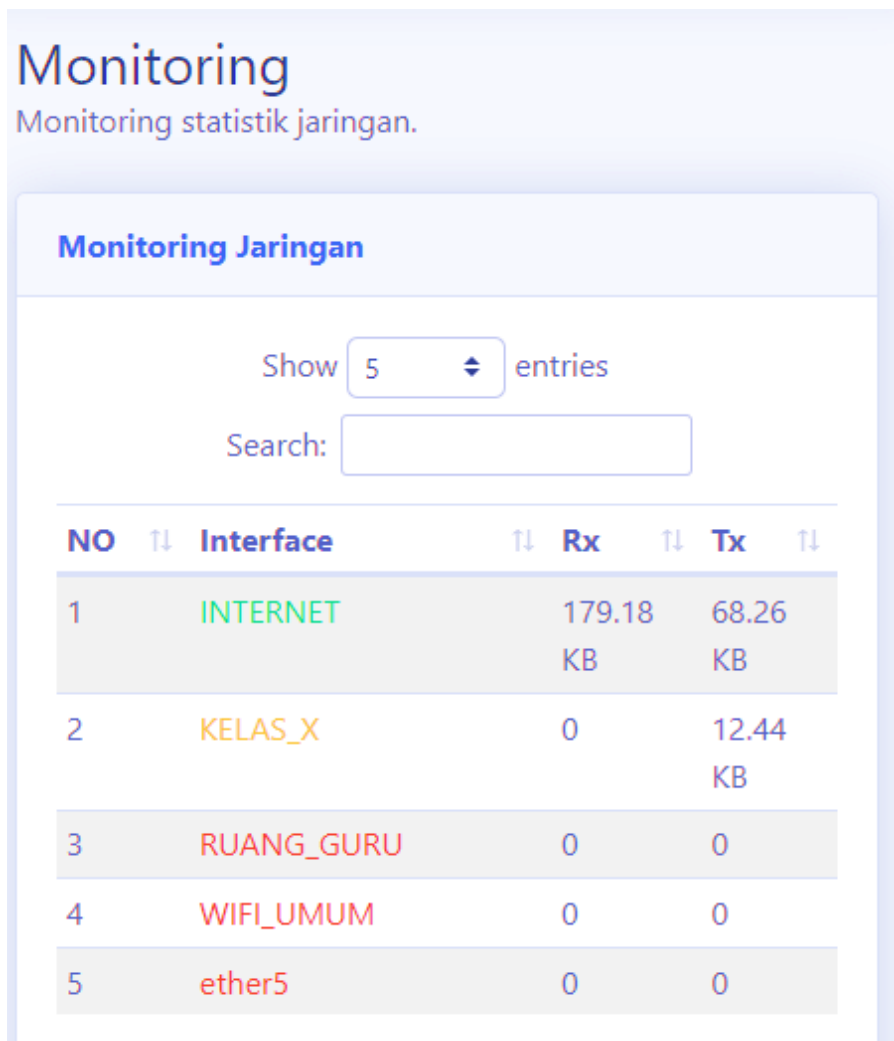 Monitoring
Monitoring statistik jaringan.
Monitoring Jaringan
Show 5 entries
Search:
NO Interface Rx Tx
1 INTERNET 179.18 KB 68.26 KB
2 KELAS_X 0 12.44 KB
3 RUANG_GURU 0 0
4 WIFI_UMUM 0 0
5 ether5 0 0